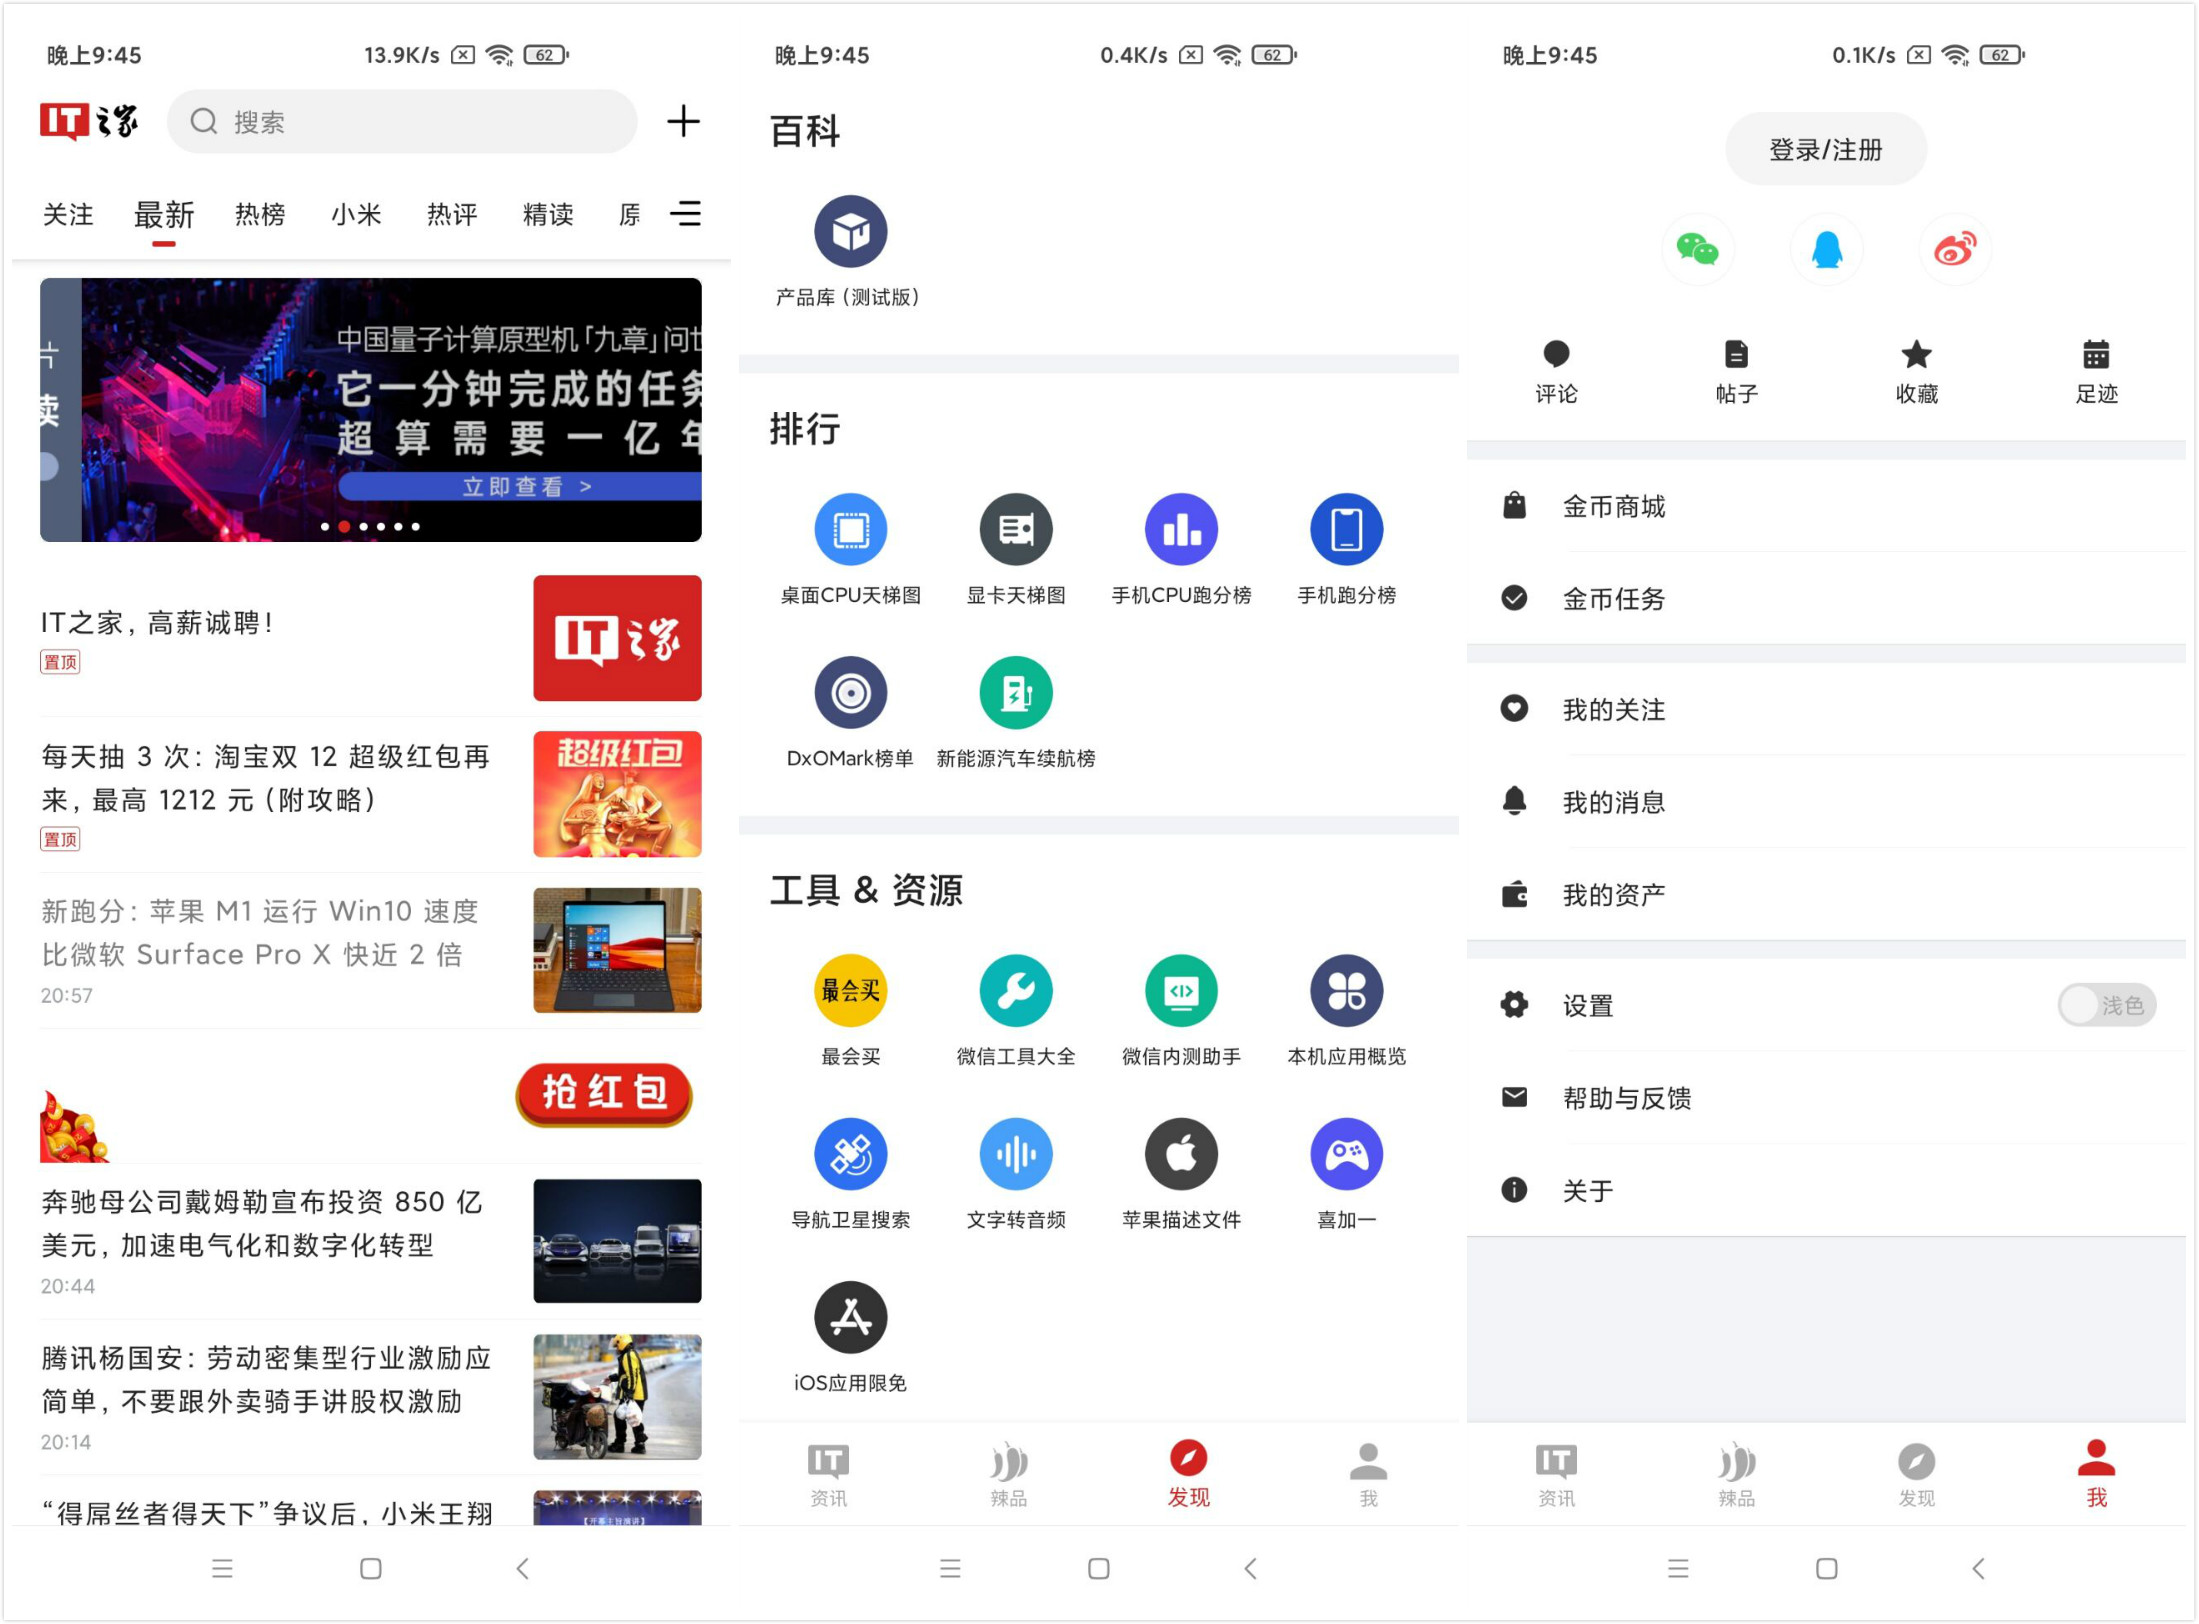 晚上9:45
13.9K/s
62
IT之家
搜索
关注
最新
热榜
小米
热评
精读
中国量子计算原型机「九章」问世
它一分钟完成的任务
超算需要一亿年
立即查看 >
IT之家，高薪诚聘！
置顶
IT之家
每天抽 3 次：淘宝双 12 超级红包再
来，最高 1212 元（附攻略）
置顶
超级红包
新跑分：苹果 M1 运行 Win10 速度
比微软 Surface Pro X 快近 2 倍
20:57
抢红包
奔驰母公司戴姆勒宣布投资 850 亿
美元，加速电气化和数字化转型
20:44
腾讯杨国安：劳动密集型行业激励应
简单，不要跟外卖骑手讲股权激励
20:14
“得屌丝者得天下”争议后，小米王翔
【开幕主旨演讲】
晚上9:45
0.4K/s
62
百科
产品库（测试版）
排行
桌面CPU天梯图
显卡天梯图
手机CPU跑分榜
手机跑分榜
DxOMark榜单
新能源汽车续航榜
工具 & 资源
最会买
最会买
微信工具大全
微信内测助手
本机应用概览
导航卫星搜索
文字转音频
苹果描述文件
喜加一
iOS应用限免
IT
资讯
辣品
发现
我
晚上9:45
0.1K/s
62
登录/注册
评论
帖子
收藏
足迹
金币商城
金币任务
我的关注
我的消息
我的资产
设置
浅色
帮助与反馈
关于
IT
资讯
辣品
发现
我